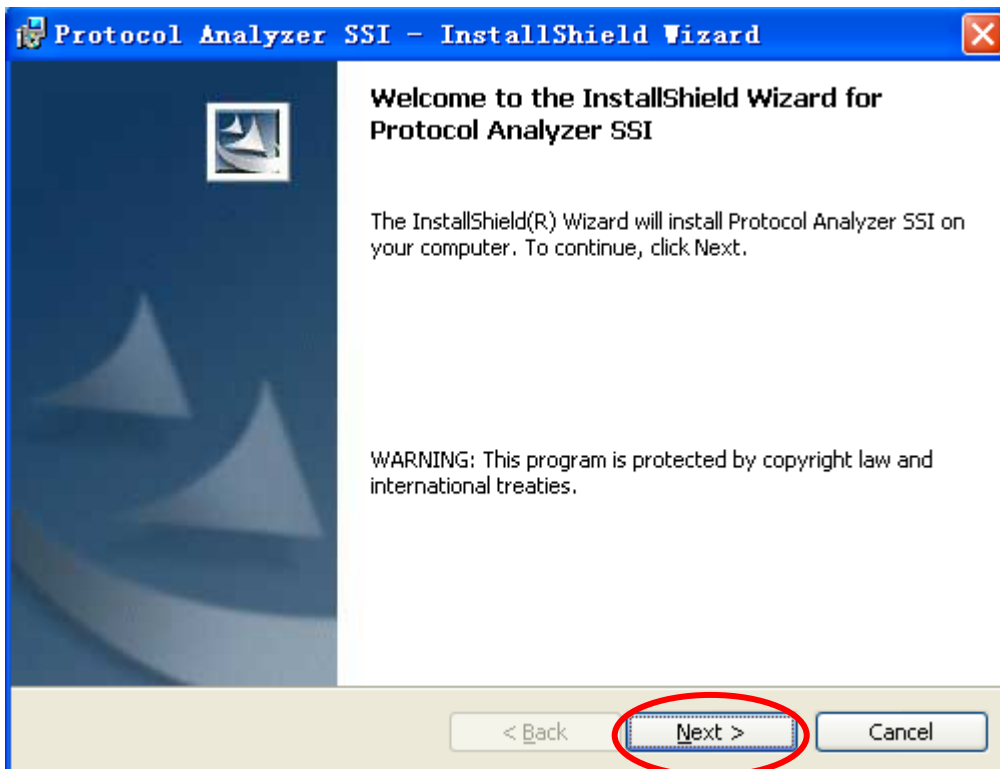 Protocol Analyzer SSI - InstallShield Wizard
Welcome to the InstallShield Wizard for
Protocol Analyzer SSI
The InstallShield(R) Wizard will install Protocol Analyzer SSI on
your computer. To continue, click Next.
WARNING: This program is protected by copyright law and
international treaties.
< Back
Next >
Cancel